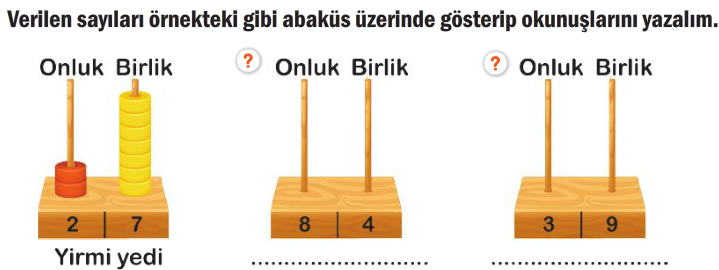 Verilen sayıları örnekteki gibi abaküs üzerinde gösterip okunuşlarını yazalım.
Onluk Birlik
2 7
Yirmi yedi
? Onluk Birlik
8 4
................................
? Onluk Birlik
3 9
................................